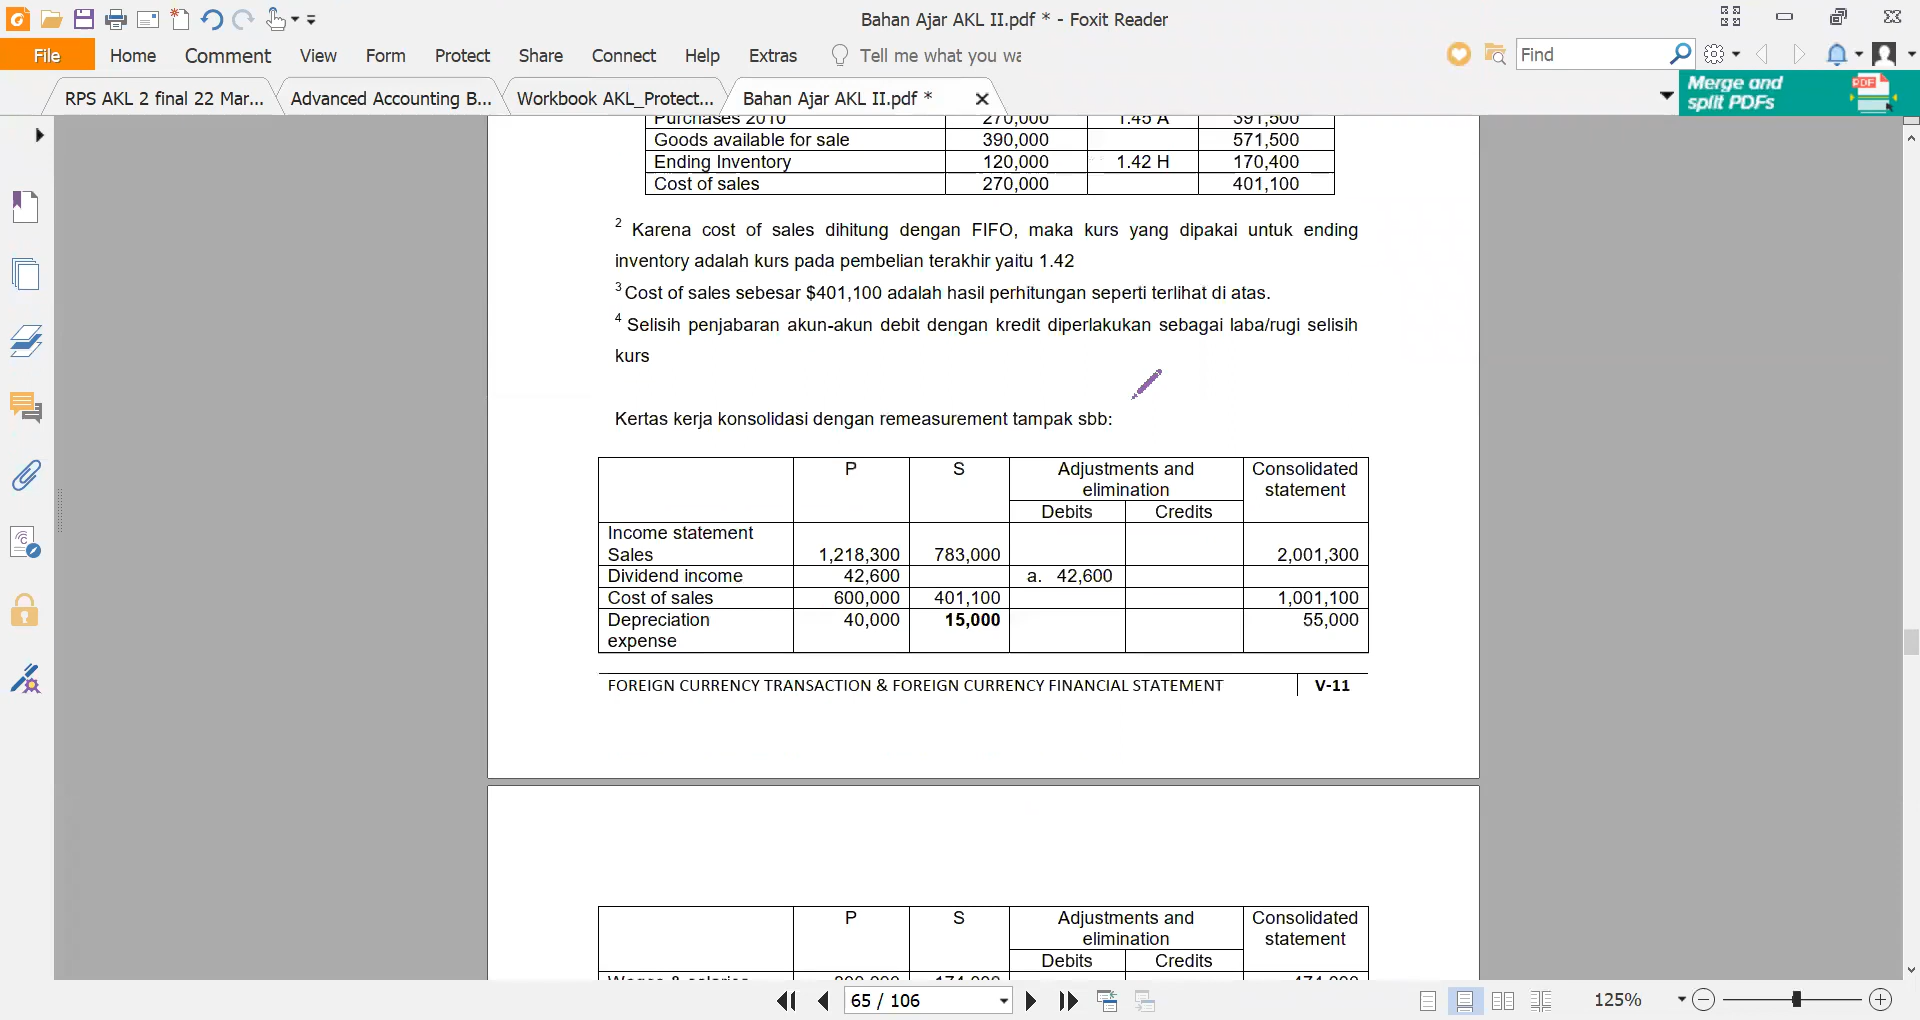 Bahan Ajar AKL II.pdf * - Foxit Reader
File Home Comment View Form Protect Share Connect Help Extras Tell me what you wa Find
RPS AKL 2 final 22 Mar... Advanced Accounting B... Workbook AKL_Protect... Bahan Ajar AKL II.pdf *
Merge and
split PDFs
PDF
Purchases 2010 270,000 1.45 A 391,500
Goods available for sale 390,000 571,500
Ending Inventory 120,000 1.42 H 170,400
Cost of sales 270,000 401,100
2 Karena cost of sales dihitung dengan FIFO, maka kurs yang dipakai untuk ending
inventory adalah kurs pada pembelian terakhir yaitu 1.42
3 Cost of sales sebesar $401,100 adalah hasil perhitungan seperti terlihat di atas.
4 Selisih penjabaran akun-akun debit dengan kredit diperlakukan sebagai laba/rugi selisih
kurs
Kertas kerja konsolidasi dengan remeasurement tampak sbb:
P S Adjustments and Consolidated
elimination statement
Debits Credits
Income statement
Sales 1,218,300 783,000 2,001,300
Dividend income 42,600 a. 42,600
Cost of sales 600,000 401,100 1,001,100
Depreciation 40,000 15,000 55,000
expense
FOREIGN CURRENCY TRANSACTION & FOREIGN CURRENCY FINANCIAL STATEMENT V-11
P S Adjustments and Consolidated
elimination statement
Debits Credits
65 / 106
125%